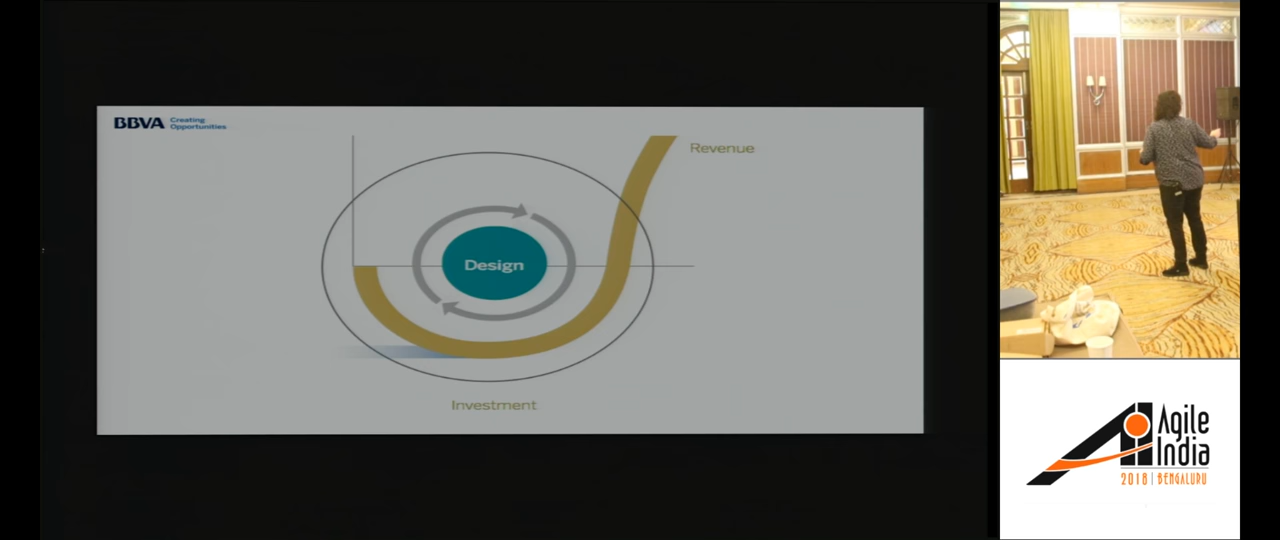 BBVA Creating
Opportunities
Revenue
Design
Investment
Agile
India
2018 | BENGALURU